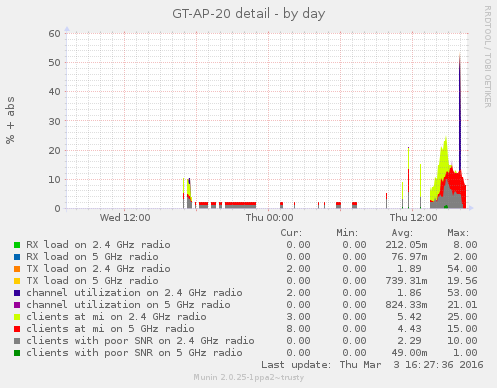 GT-AP-20 detail - by day
RRDTOOL / TOBI OETIKER
% + abs
60
50
40
30
20
10
0
Wed 12:00 Thu 00:00 Thu 12:00
Cur: Min: Avg: Max:
RX load on 2.4 GHz radio 0.00 0.00 212.05m 8.00
RX load on 5 GHz radio 0.00 0.00 76.97m 2.00
TX load on 2.4 GHz radio 2.00 0.00 1.89 54.00
TX load on 5 GHz radio 0.00 0.00 739.31m 19.56
channel utilization on 2.4 GHz radio 2.00 0.00 1.86 53.00
channel utilization on 5 GHz radio 0.00 0.00 824.33m 21.01
clients at mi on 2.4 GHz radio 3.00 0.00 5.42 25.00
clients at mi on 5 GHz radio 8.00 0.00 4.43 15.00
clients with poor SNR on 2.4 GHz radio 0.00 0.00 2.29 10.00
clients with poor SNR on 5 GHz radio 0.00 0.00 49.00m 1.00
Last update: Thu Mar 3 16:27:36 2016
Munin 2.0.25-1ppa2~trusty